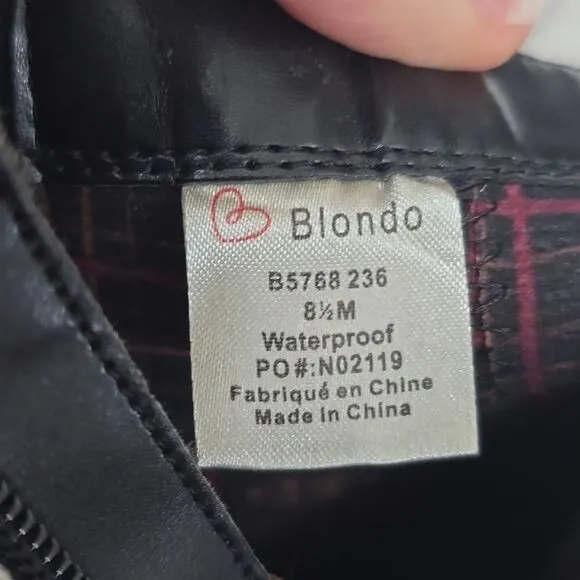 Blondo
B5768 236
8½M
Waterproof
PO#:N02119
Fabriqué en Chine
Made In China